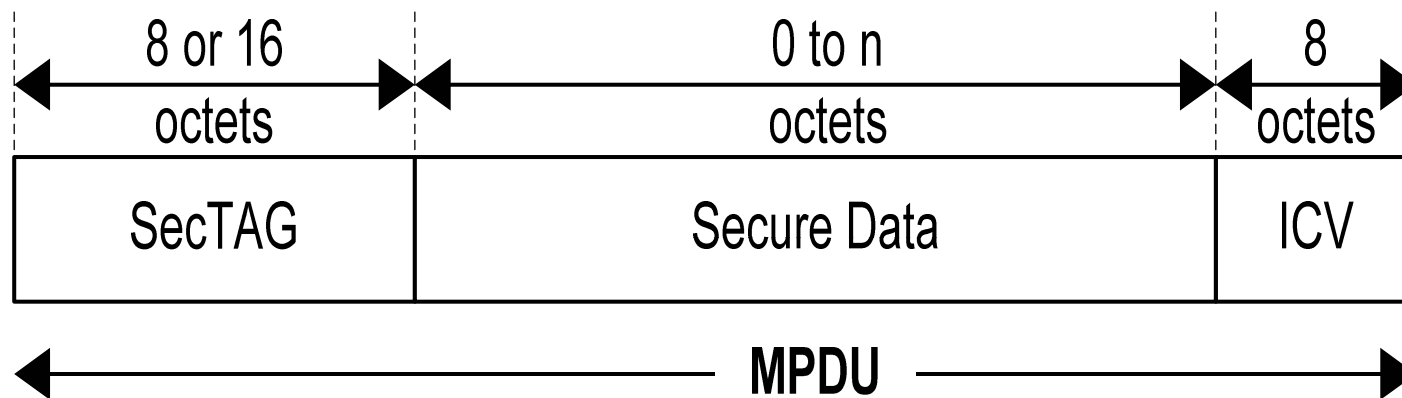 8 or 16
0 to n
8
octets
octets
octets
SecTAG
Secure Data
ICV
MPDU